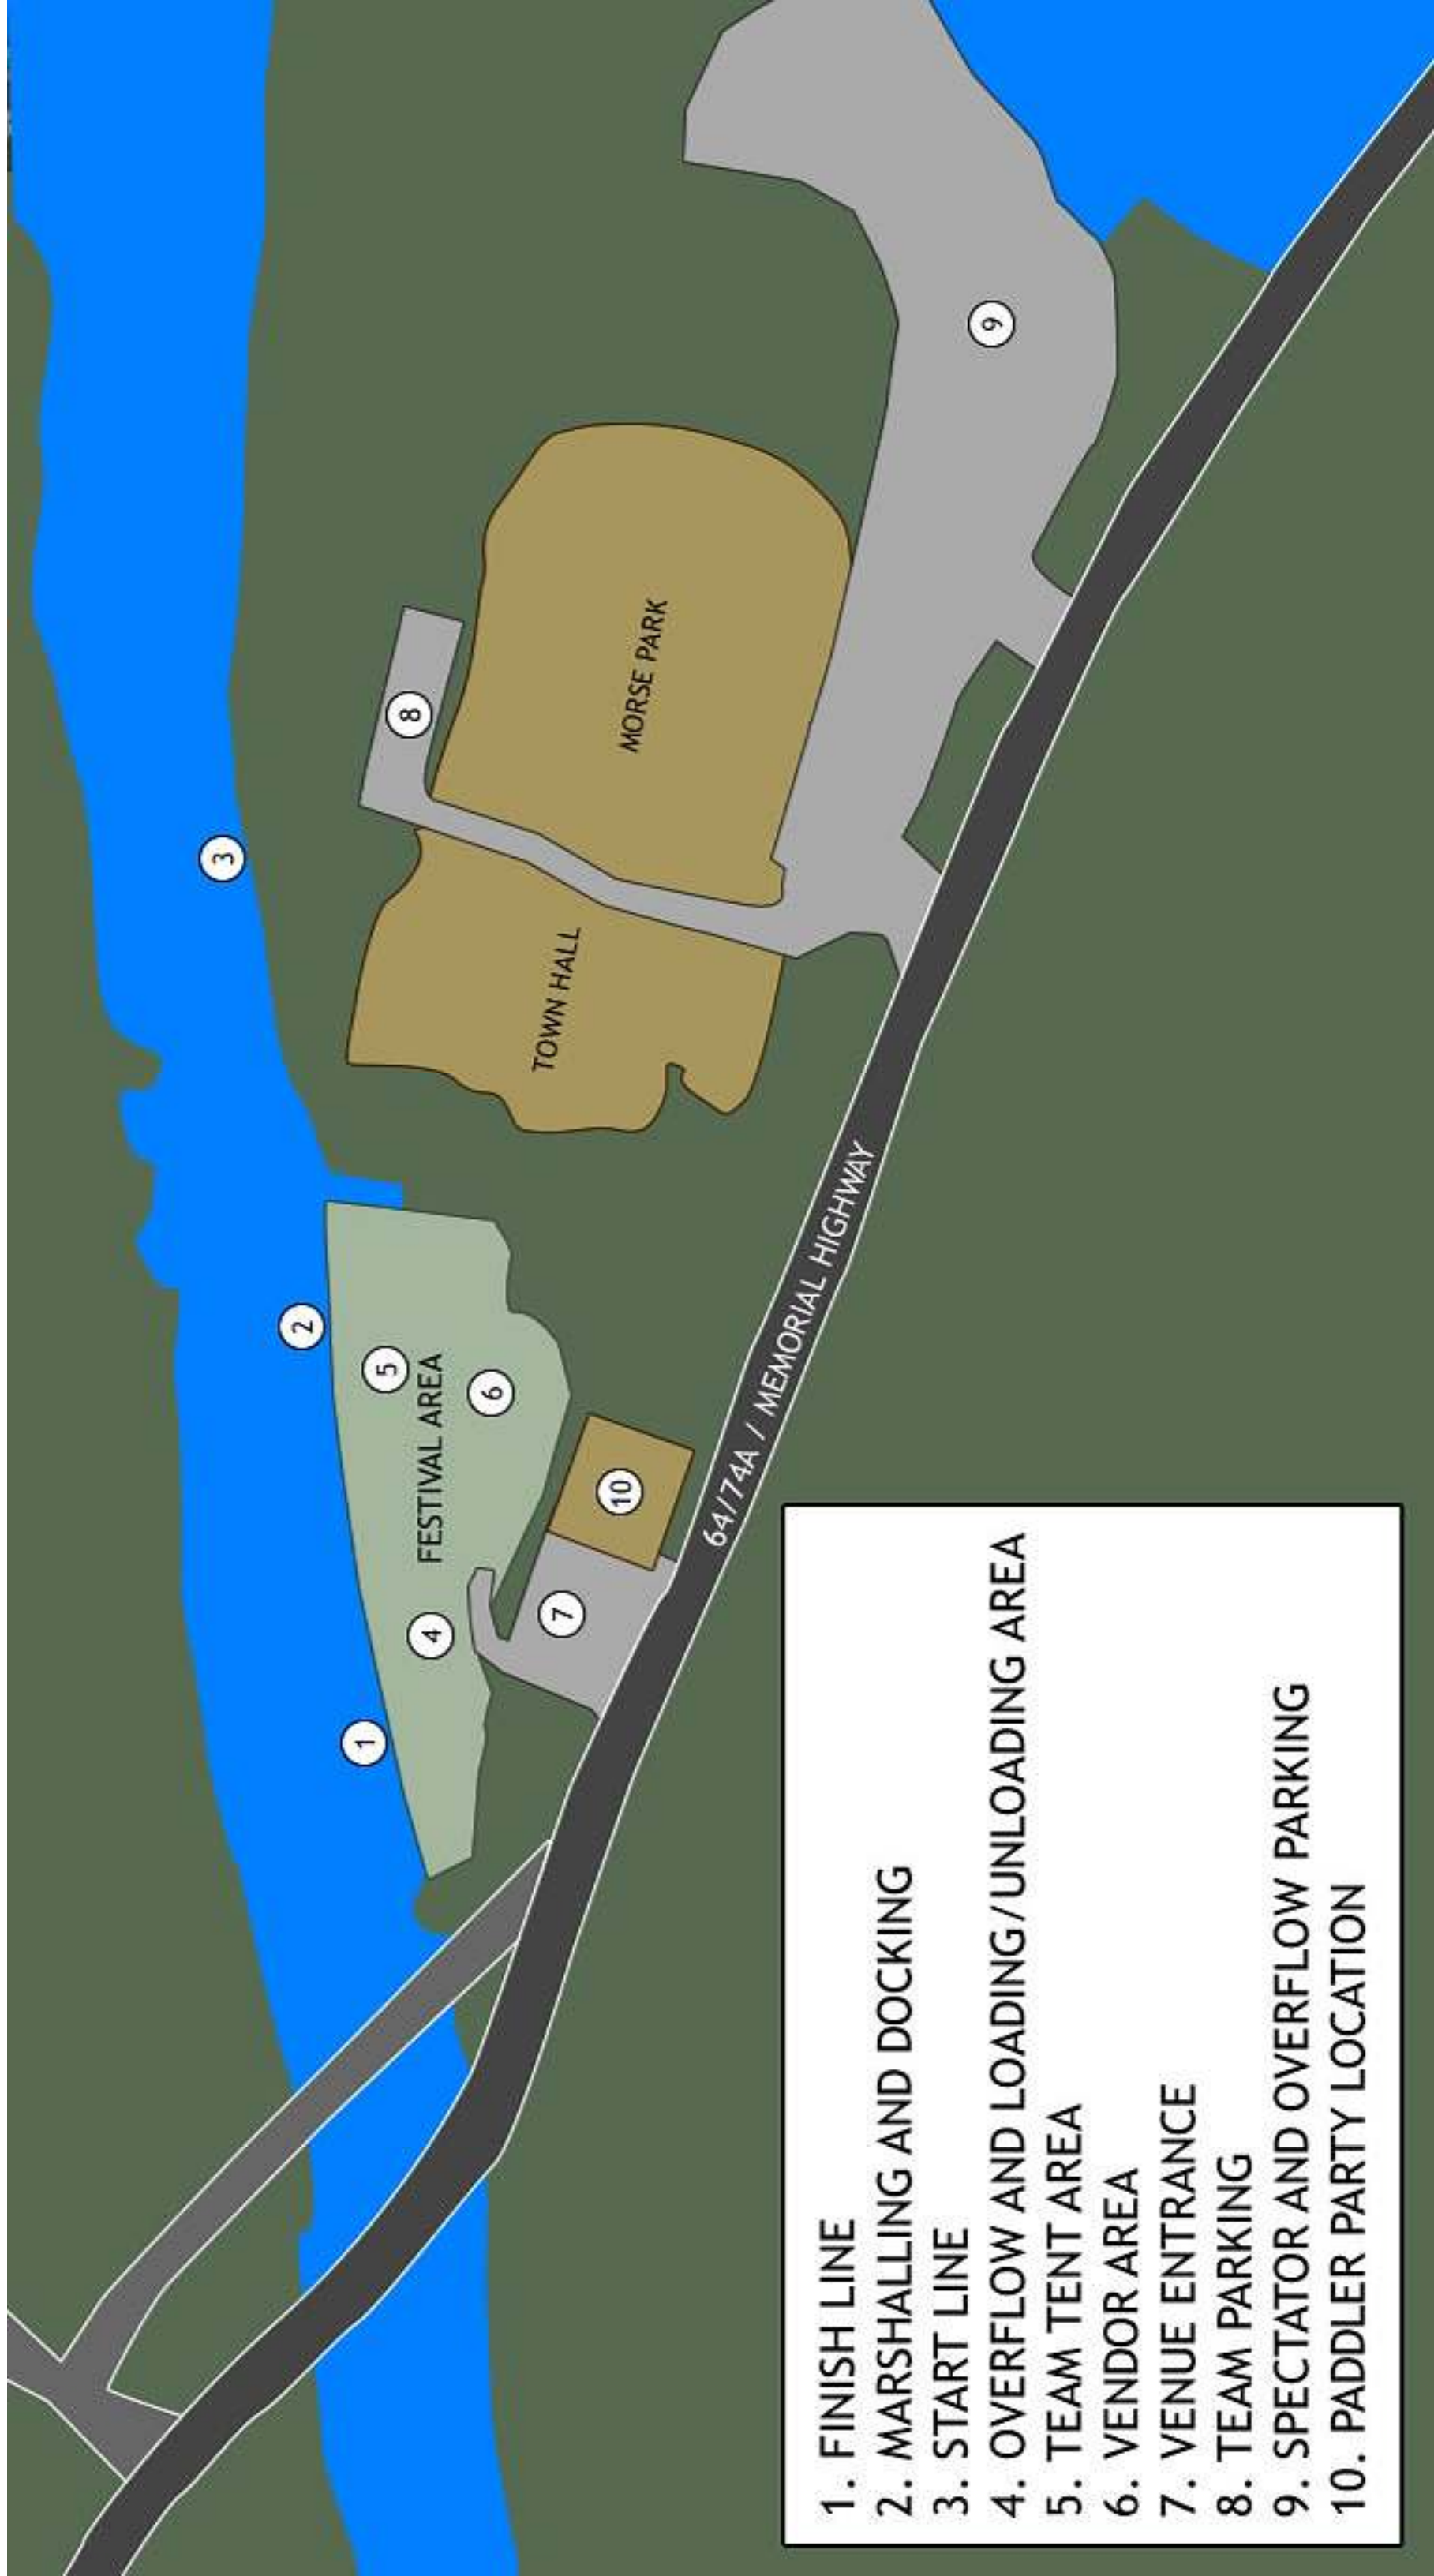 3
8
9
2
5
1
4
6
7
10
FESTIVAL AREA
TOWN HALL
MORSE PARK
64/74A / MEMORIAL HIGHWAY
1. FINISH LINE
2. MARSHALLING AND DOCKING
3. START LINE
4. OVERFLOW AND LOADING/UNLOADING AREA
5. TEAM TENT AREA
6. VENDOR AREA
7. VENUE ENTRANCE
8. TEAM PARKING
9. SPECTATOR AND OVERFLOW PARKING
10. PADDLER PARTY LOCATION